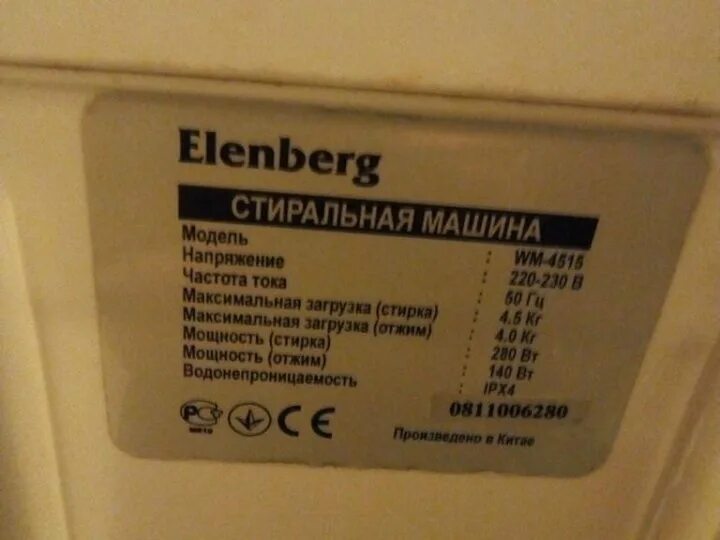 Elenberg
СТИРАЛЬНАЯ МАШИНА
Модель : WM-4515
Напряжение : 220-230 В
Частота тока : 50 Гц
Максимальная загрузка (стирка) : 4.5 Кг
Максимальная загрузка (отжим) : 4.0 Кг
Мощность (стирка) : 280 Вт
Мощность (отжим) : 140 Вт
Водонепроницаемость : IPX4
0811006280
PC CE
Произведено в Китае